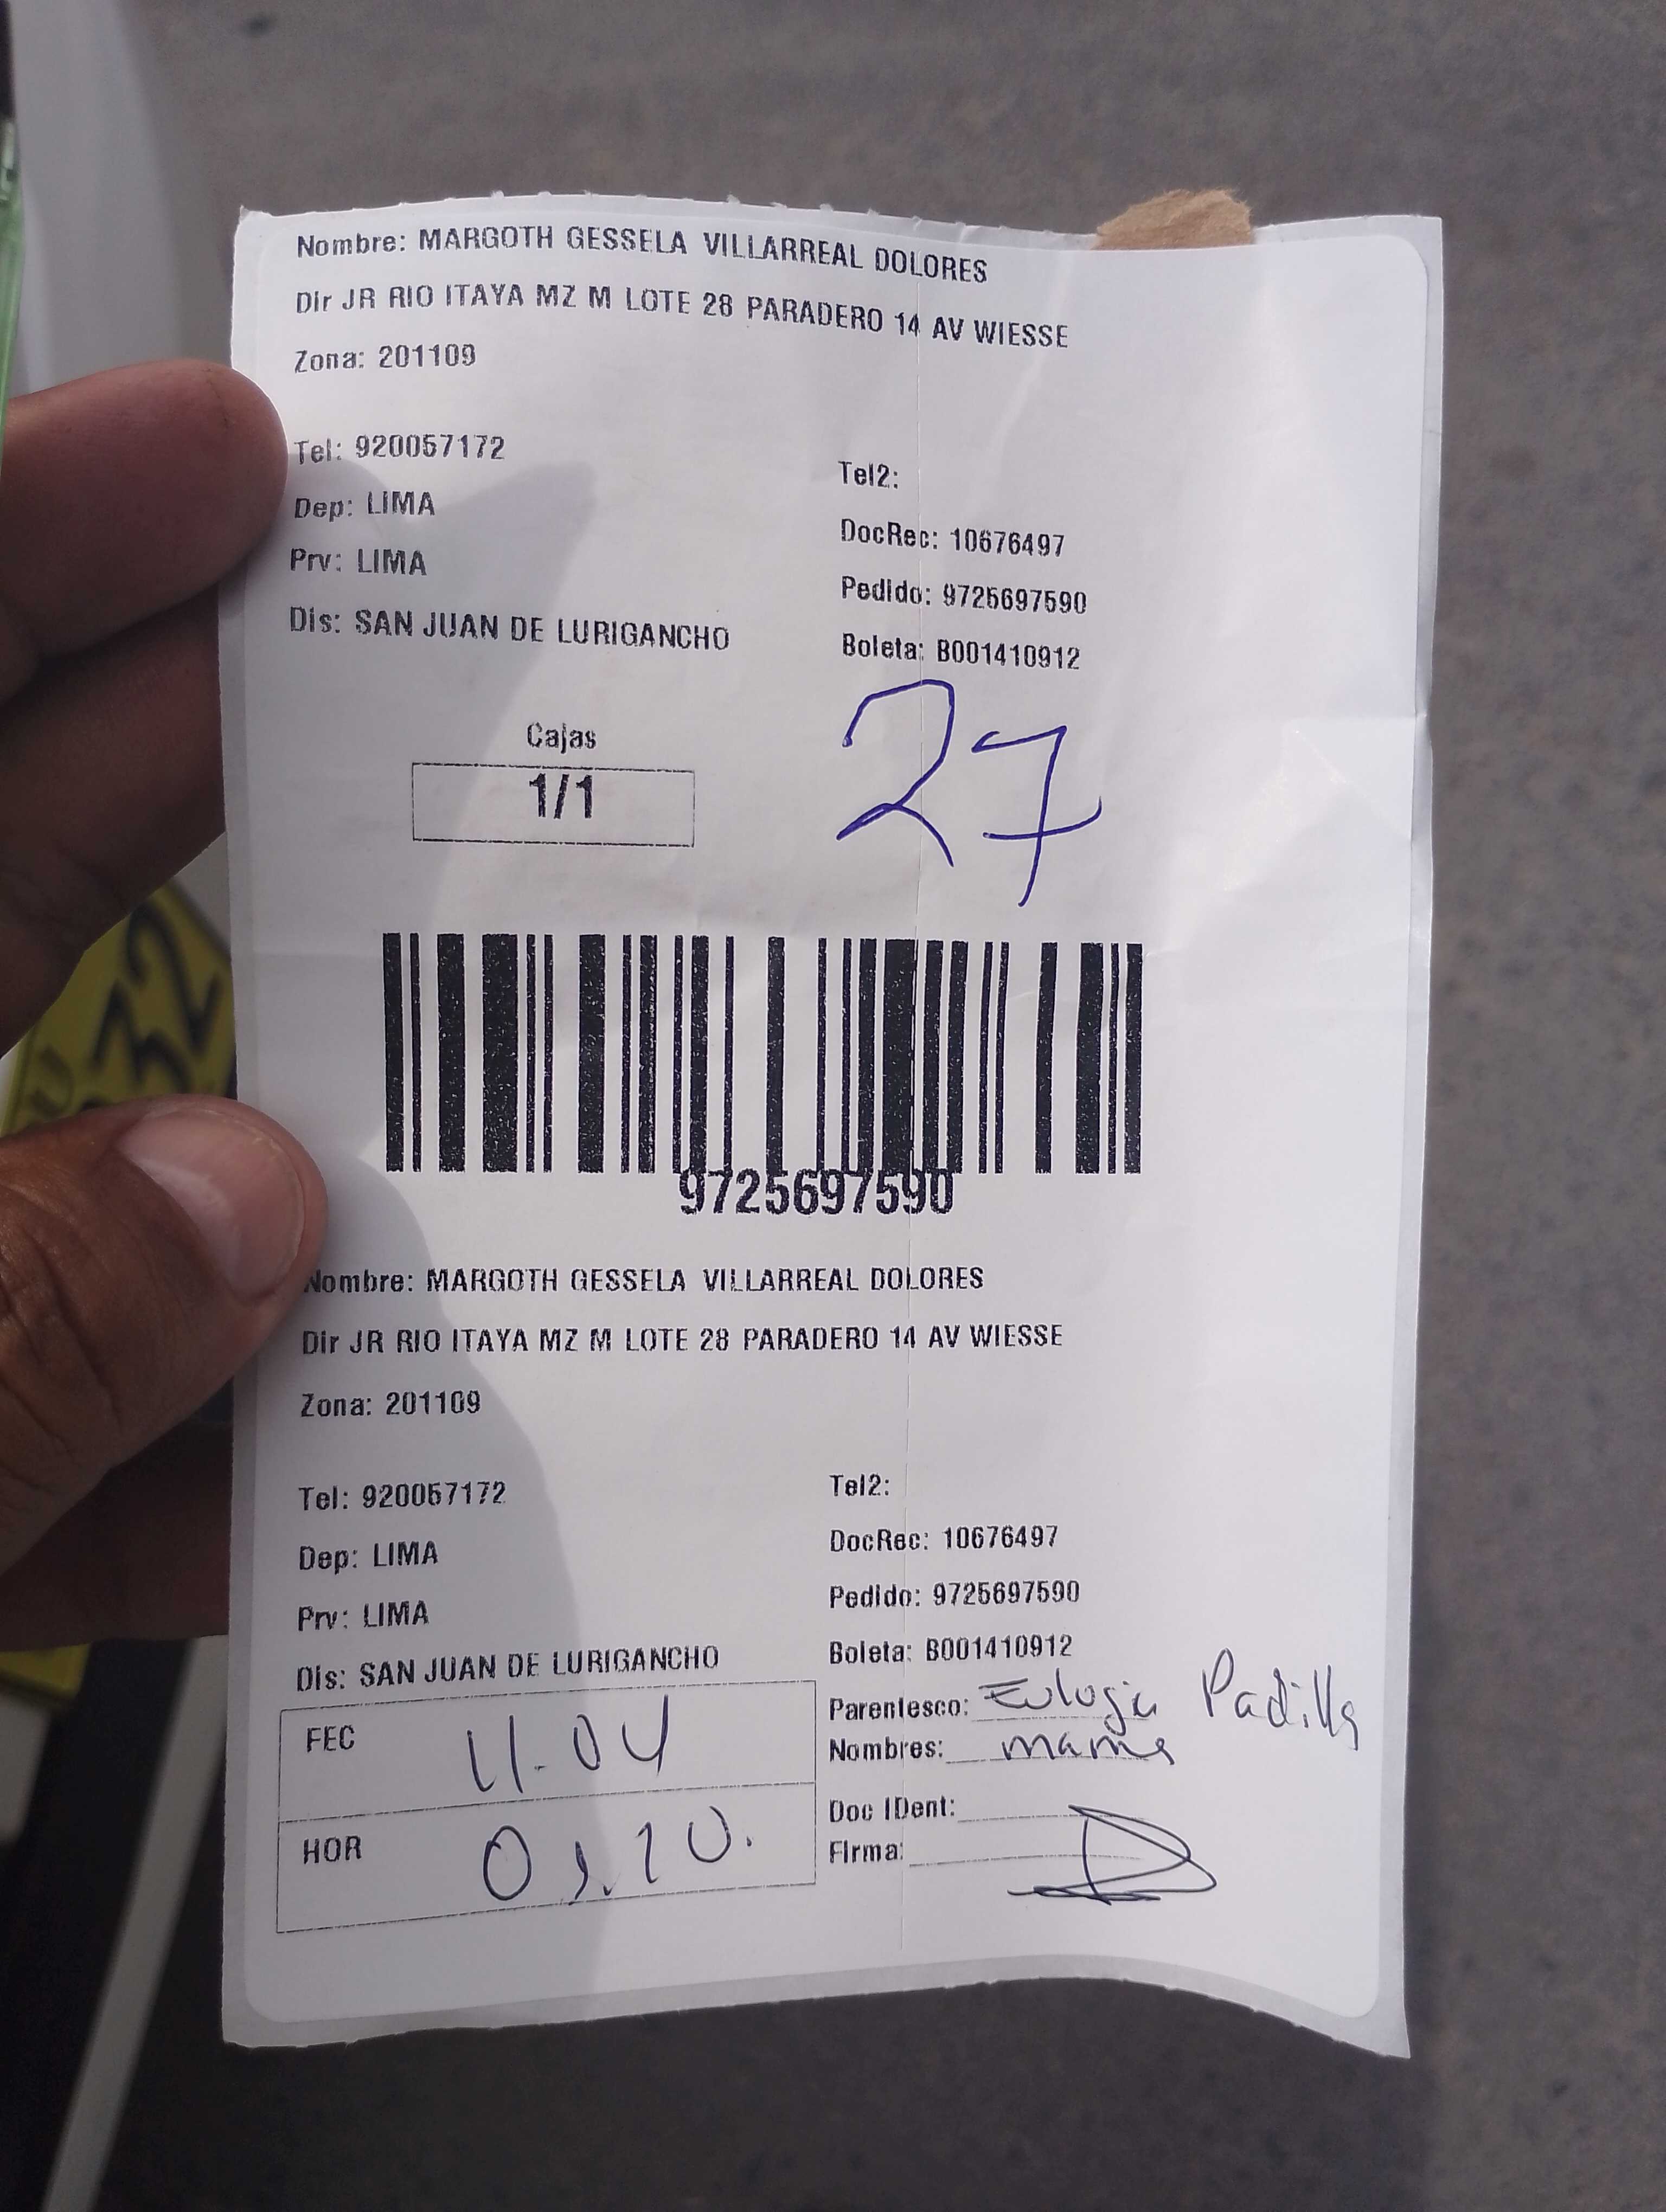 Nombre: MARGOTH GESSELA VILLARREAL DOLORES
Dir JR RIO ITAYA MZ M LOTE 28 PARADERO 14 AV WIESSE
Zona: 201109
Tel: 920057172
Tel2:
Dep: LIMA
DocRec: 10676497
Prv: LIMA
Pedido: 9725697590
Dis: SAN JUAN DE LURIGANCHO
Boleta: B001410912
Cajas
1/1
27
9725697590
Nombre: MARGOTH GESSELA VILLARREAL DOLORES
Dir JR RIO ITAYA MZ M LOTE 28 PARADERO 14 AV WIESSE
Zona: 201109
Tel: 920057172
Tel2:
Dep: LIMA
DocRec: 10676497
Prv: LIMA
Pedido: 9725697590
Dis: SAN JUAN DE LURIGANCHO
Boleta: B001410912
Parentesco: Eulogia Padilla
Nombres: mama
FEC 11.04
Doc IDent:
Firma:
HOR
32